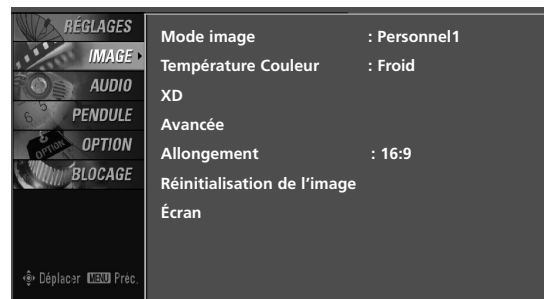 RÉGLAGES
IMAGE
AUDIO
PENDULE
OPTION
BLOCAGE
Déplacer MENU Préc.
Mode image : Personnel1
Température Couleur : Froid
XD
Avancée
Allongement : 16:9
Réinitialisation de l'image
Écran